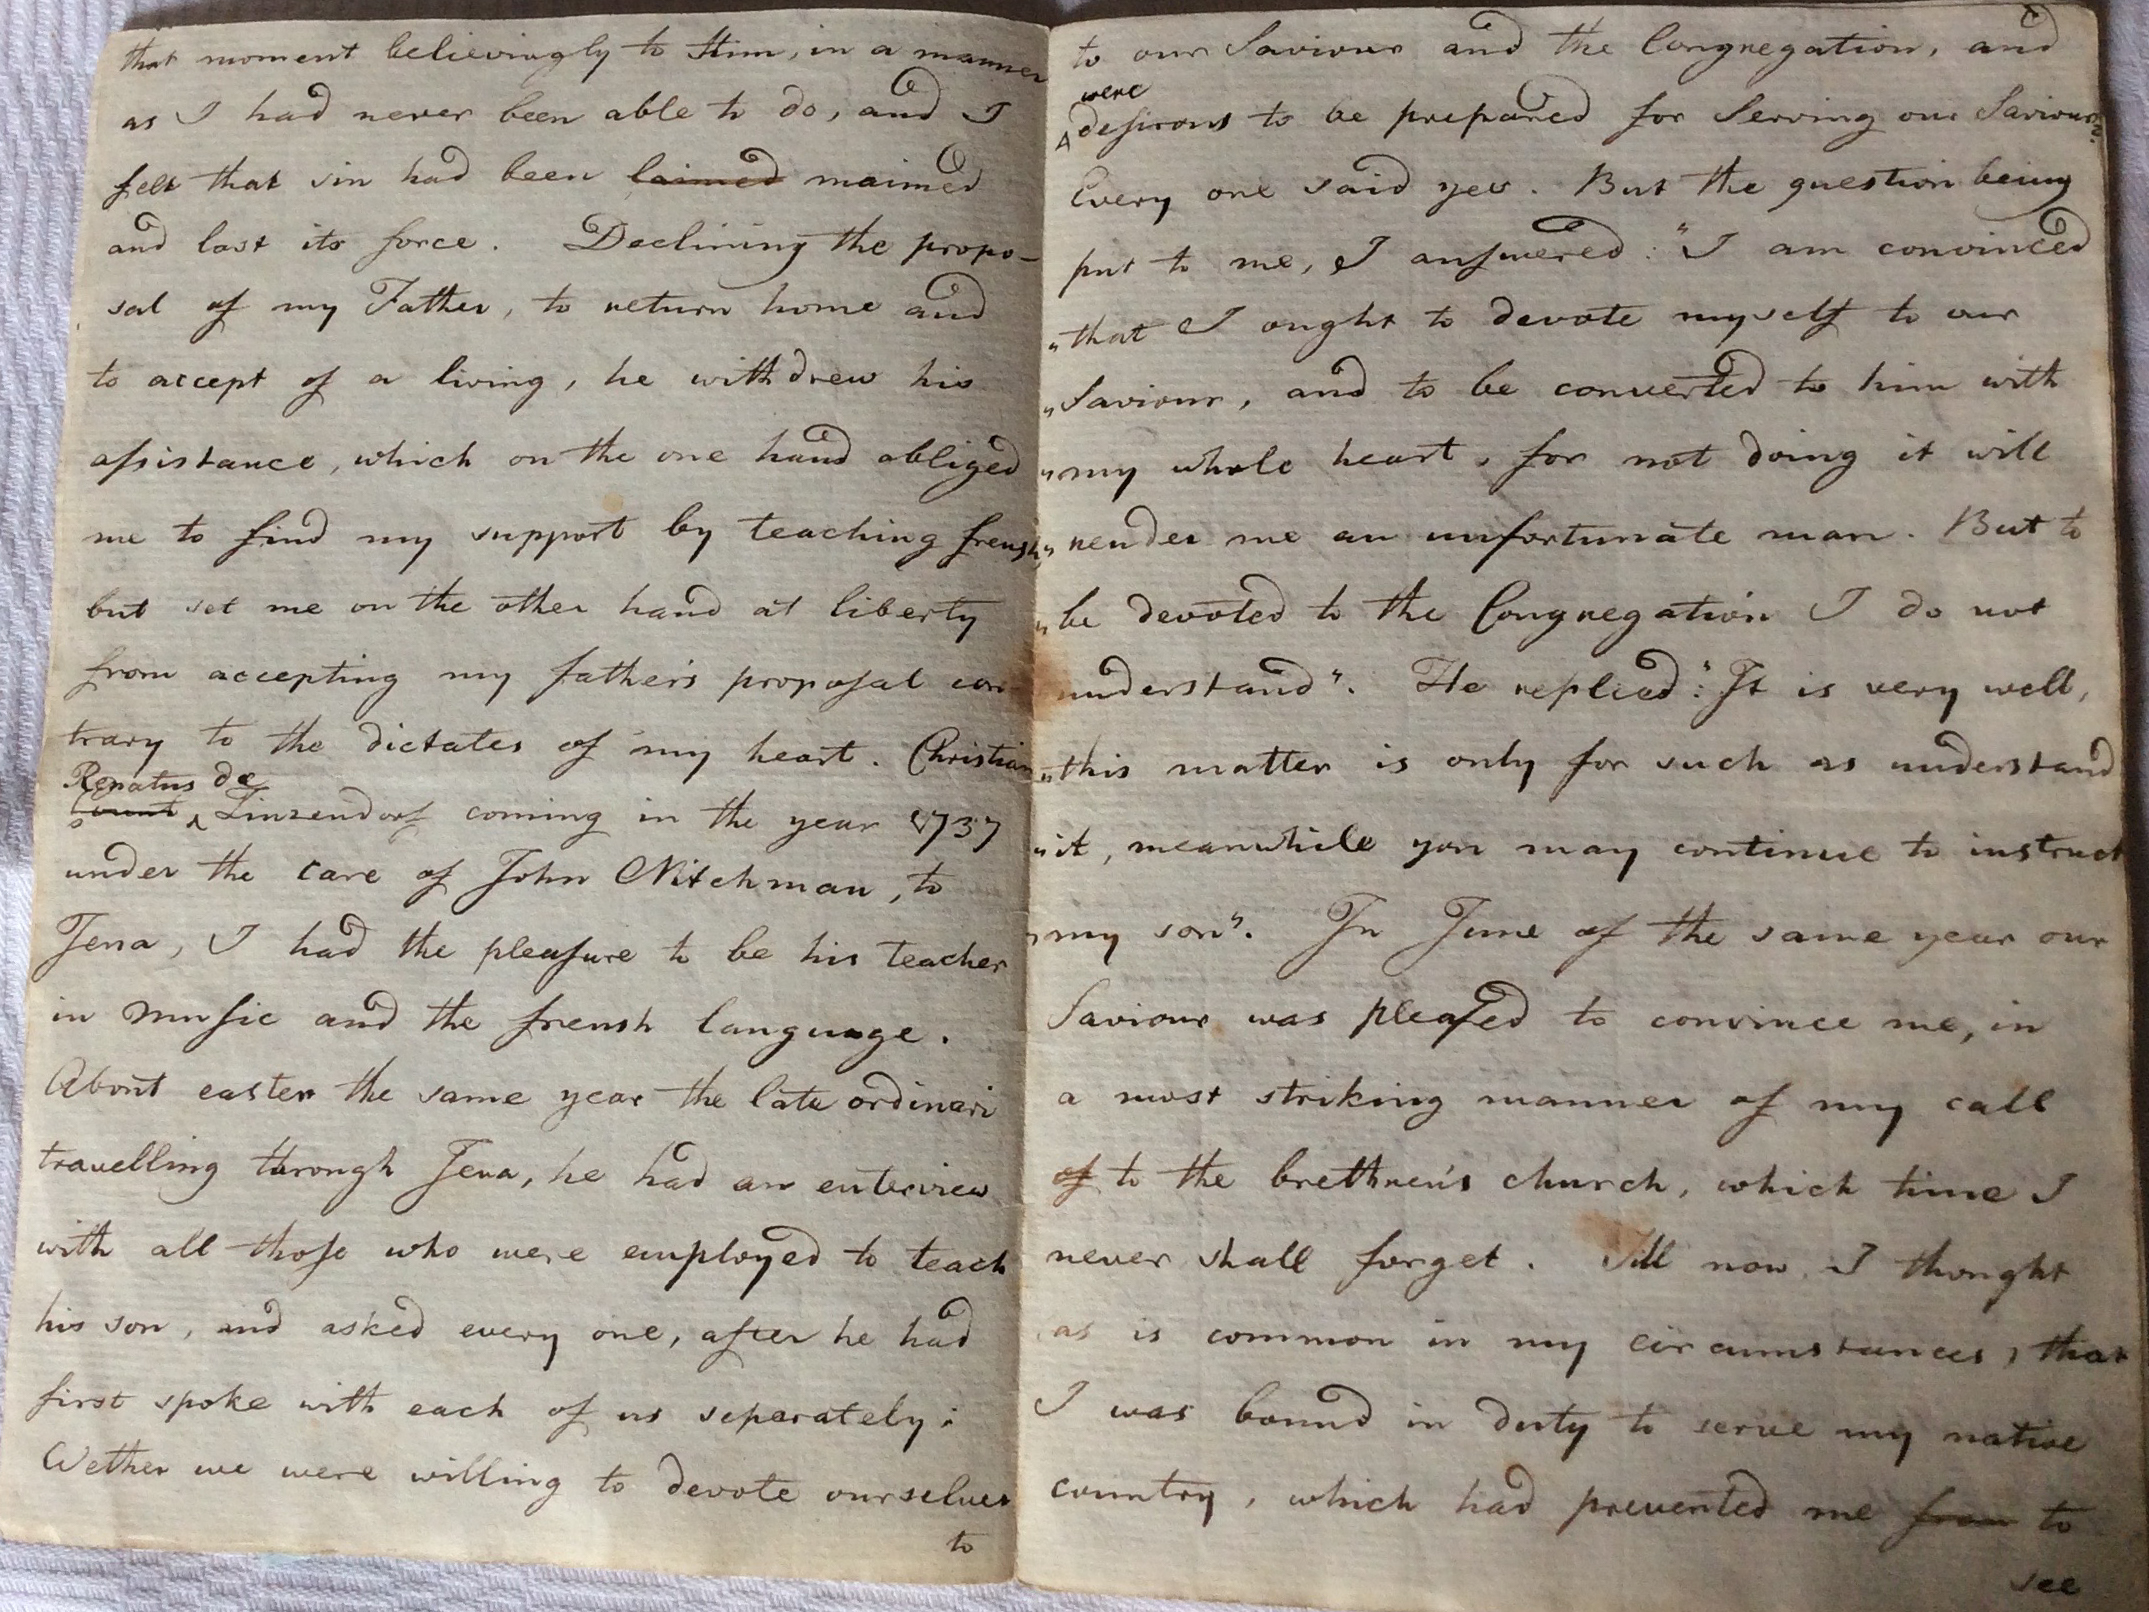 that moment believingly to Him, in a manner
as I had never been able to do, and I
felt that sin had been laimed maimed
and lost its force. Declining the propo-
sal of my Father, to return home and
to accept of a living, he withdrew his
assistance, which on the one hand obliged
me to find my support by teaching frensh
but set me on the other hand at liberty
from accepting my father's proposal con-
trary to the dictates of my heart. Christian
Renatus de
Count ^ Zinzendorf coming in the year 1737
under the care of John Nitchman, to
Jena, I had the pleasure to be his teacher
in Music and the frensh language.
About easter the same year the late ordinari
travelling through Jena, he had an enterview
with all those who were employed to teach
his son, and asked every one, after he had
first spoke with each of us separately:
Wether we were willing to devote ourselves
to
to our Saviour and the Congregation, and
were
^ desirous to be prepared for Serving our Saviour?
Every one said yes. But the question being
put to me, I answered: "I am convinced
"that I ought to devote myself to our
"Saviour, and to be converted to him with
"my whole heart, for not doing it will
"render me an unfortunate man. But to
"be devoted to the Congregation I do not
understand". He replied: "It is very well,
"this matter is only for such as understand
"it, meanwhile you may continue to instruct
"my son". In June of the same year our
Saviour was pleased to convince me, in
a most striking manner of my call
of to the brethren's church, which time I
never shall forget. Till now I thought
as is common in my circumstances, that
I was bound in duty to serve my native
country, which had prevented me from to
see